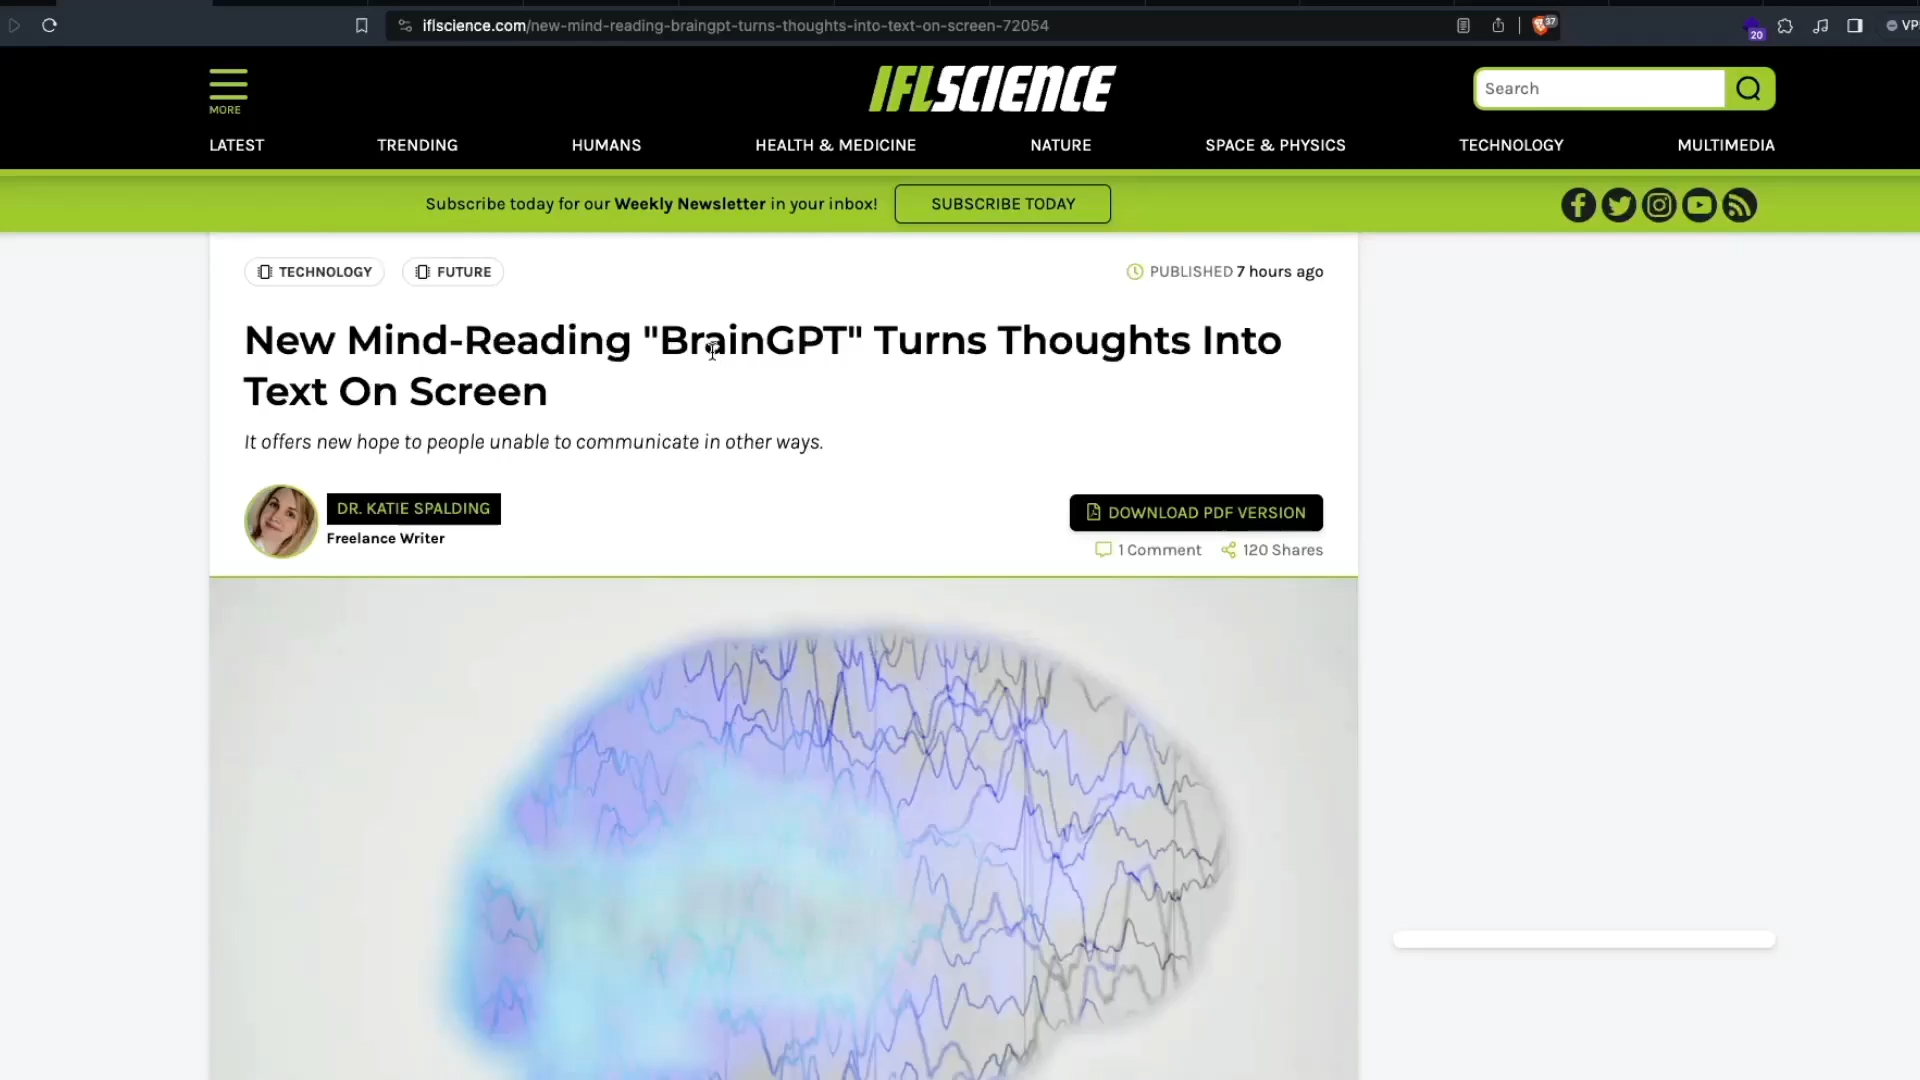 iflscience.com/new-mind-reading-braingpt-turns-thoughts-into-text-on-screen-72054
37
20
VP
MORE
IFLSCIENCE
Search
LATEST
TRENDING
HUMANS
HEALTH & MEDICINE
NATURE
SPACE & PHYSICS
TECHNOLOGY
MULTIMEDIA
Subscribe today for our Weekly Newsletter in your inbox!
SUBSCRIBE TODAY
TECHNOLOGY
FUTURE
PUBLISHED 7 hours ago
New Mind-Reading "BrainGPT" Turns Thoughts Into
Text On Screen
It offers new hope to people unable to communicate in other ways.
DR. KATIE SPALDING
Freelance Writer
DOWNLOAD PDF VERSION
1 Comment
120 Shares